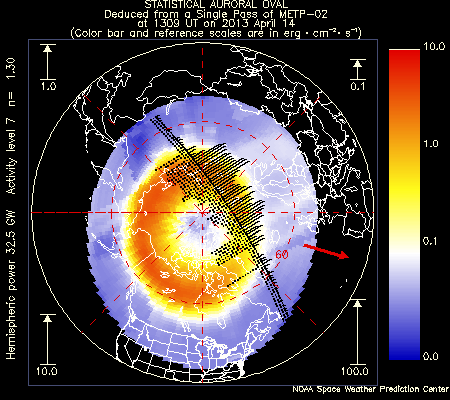 STATISTICAL AURORAL OVAL
Deduced from a Single Pass of METP-02
at 1309 UT on 2013 April 14
(Color bar and reference scales are in erg · cm⁻² · s⁻¹)
Hemispheric power 32.5 GW Activity level 7 n= 1.30
1.0
0.1
10.0
1.0
0.1
0.0
60
10.0
100.0
NOAA Space Weather Prediction Center